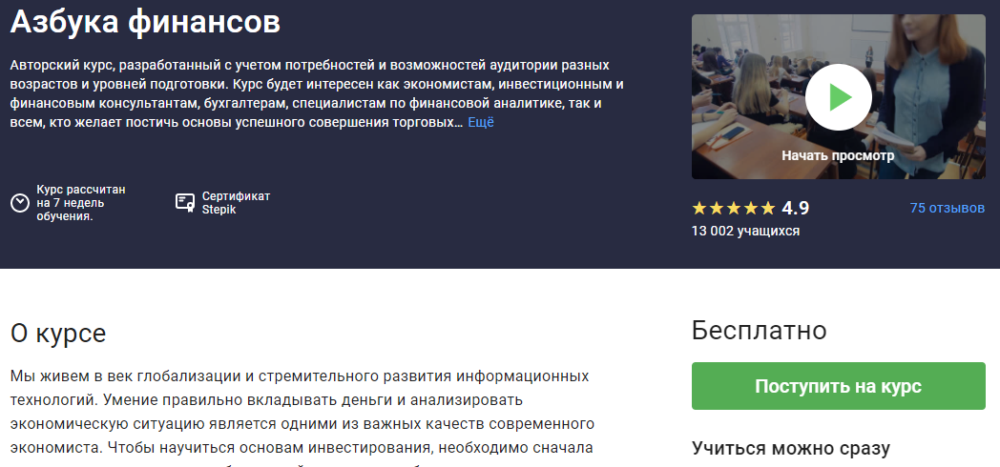 Азбука финансов
Авторский курс, разработанный с учетом потребностей и возможностей аудитории разных
возрастов и уровней подготовки. Курс будет интересен как экономистам, инвестиционным и
финансовым консультантам, бухгалтерам, специалистам по финансовой аналитике, так и
всем, кто желает постичь основы успешного совершения торговых… Ещё
Курс рассчитан
на 7 недель
обучения.
Сертификат
Stepik
Начать просмотр
4.9
75 отзывов
13 002 учащихся
О курсе
Мы живем в век глобализации и стремительного развития информационных
технологий. Умение правильно вкладывать деньги и анализировать
экономическую ситуацию является одними из важных качеств современного
экономиста. Чтобы научиться основам инвестирования, необходимо сначала
Бесплатно
Поступить на курс
Учиться можно сразу